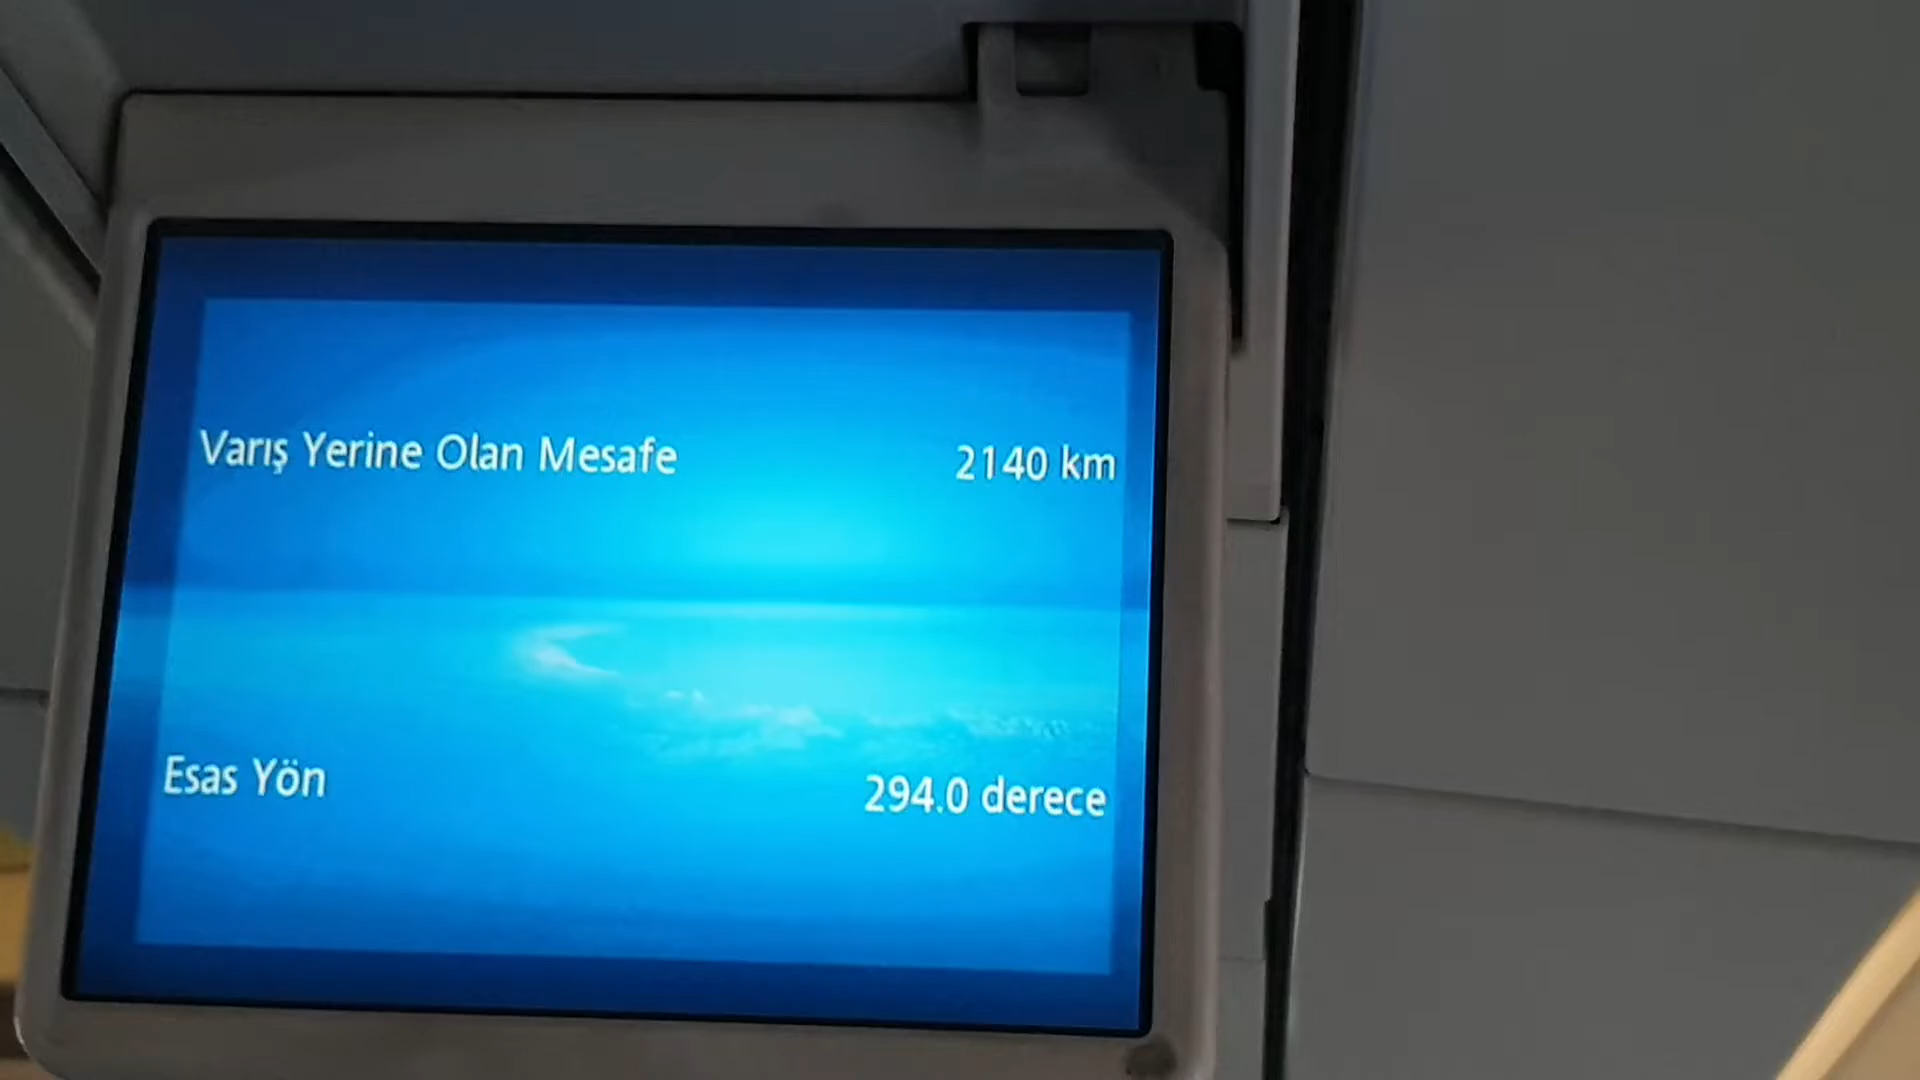 Varış Yerine Olan Mesafe 2140 km
Esas Yön 294.0 derece